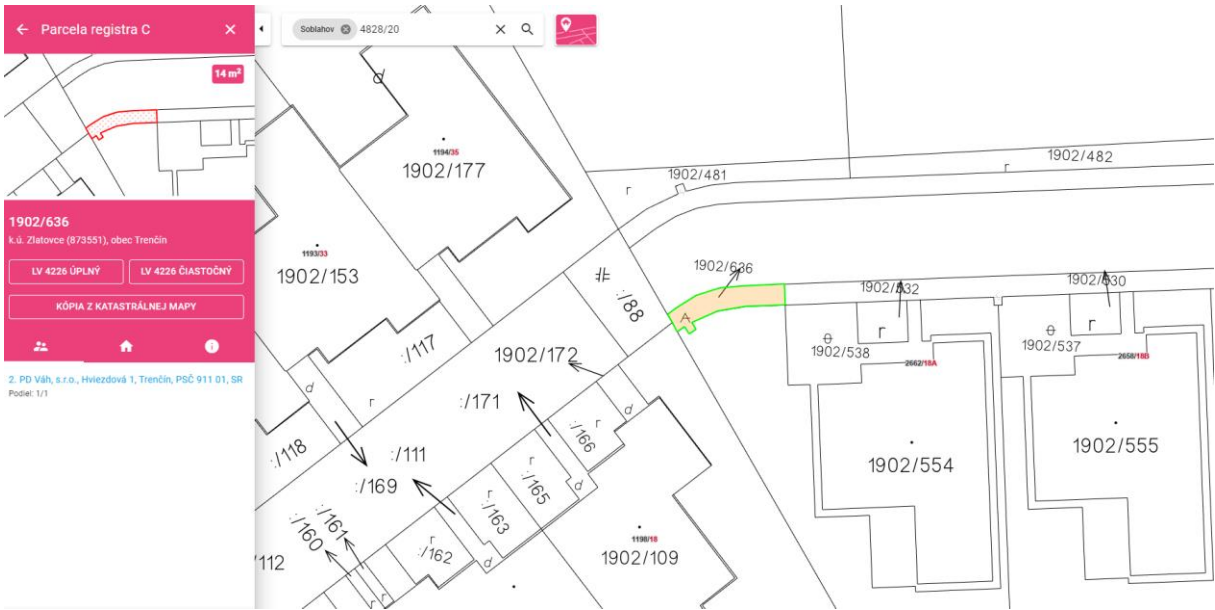 Parcela registra C
14 m²
1902/636
k.ú. Zlatovce (873551), obec Trenčín
LV 4226 ÚPLNÝ
LV 4226 ČIASTOČNÝ
KÓPIA Z KATASTRÁLNEJ MAPY
2. PD Váh, s.r.o., Hviezdová 1, Trenčín, PSČ 911 01, SR
Podiel: 1/1
Soblahov
4828/20
d
1194/35
1902/177
1902/481
r
1902/482
r
1193/33
1902/153
:/88
1902/636
A
1902/532
1902/530
r
1902/538
r
1902/537
2662/18A
2658/18B
:/117
1902/172
d
r
:/171
d
:/166
r
:/118
:/111
:/169
r
:/165
d
r
:/163
:/161
:/160
r
:/162
d
1198/18
1902/109
1902/554
1902/555
/112
r
r